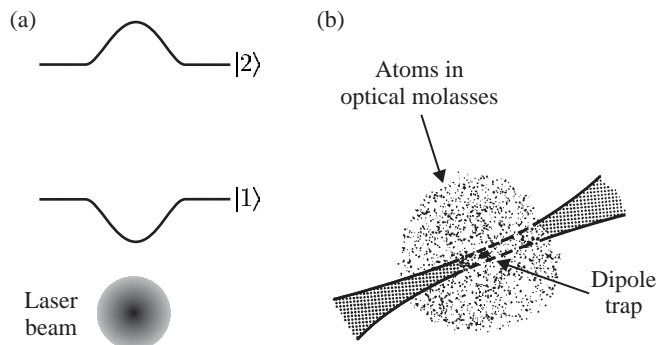 (a)
|2⟩
|1⟩
Laser
beam
(b)
Atoms in
optical molasses
Dipole
trap